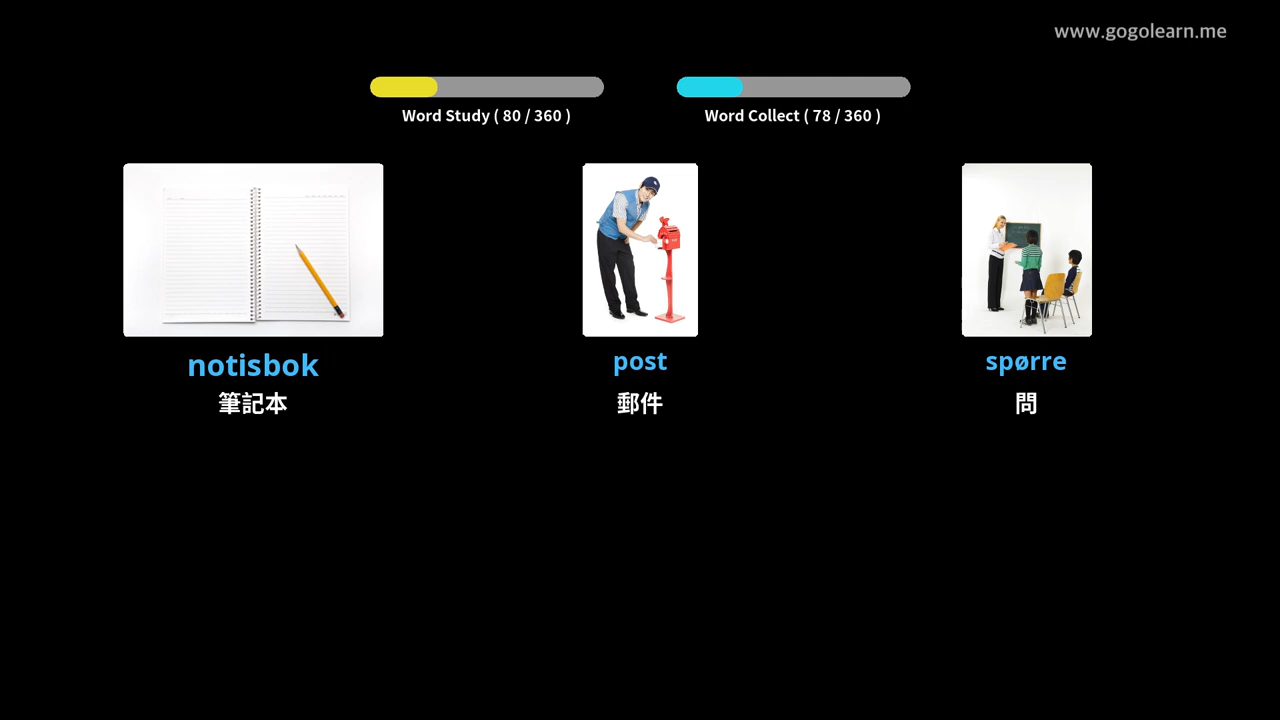 www.gogolearn.me
Word Study ( 80 / 360 )
Word Collect ( 78 / 360 )
notisbok
筆記本
post
郵件
spørre
問